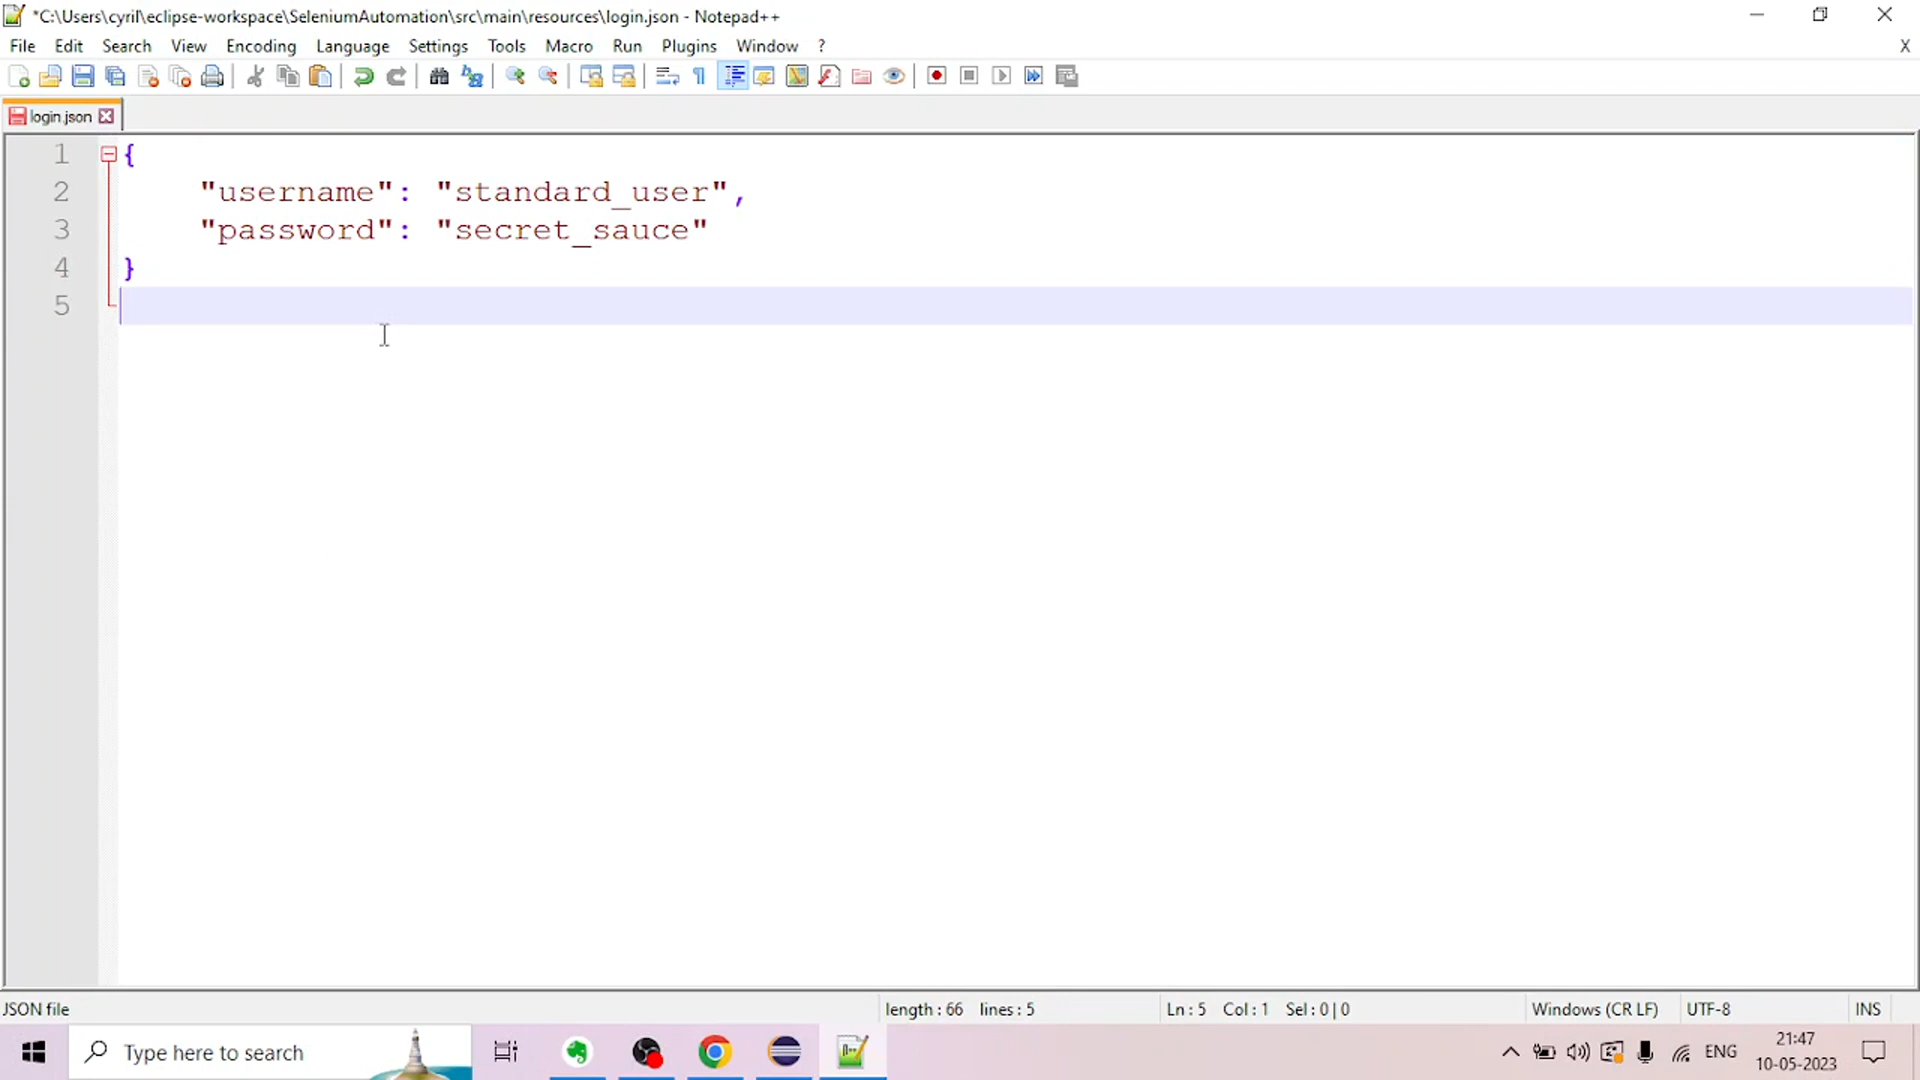 *C:\Users\cyril\eclipse-workspace\SeleniumAutomation\src\main\resources\login.json - Notepad++
File Edit Search View Encoding Language Settings Tools Macro Run Plugins Window ? X
login.json
1 {
2 "username": "standard_user",
3 "password": "secret_sauce"
4 }
5
JSON file length : 66 lines : 5 Ln : 5 Col : 1 Sel : 0 | 0 Windows (CR LF) UTF-8 INS
Type here to search ENG 21:47
10-05-2023